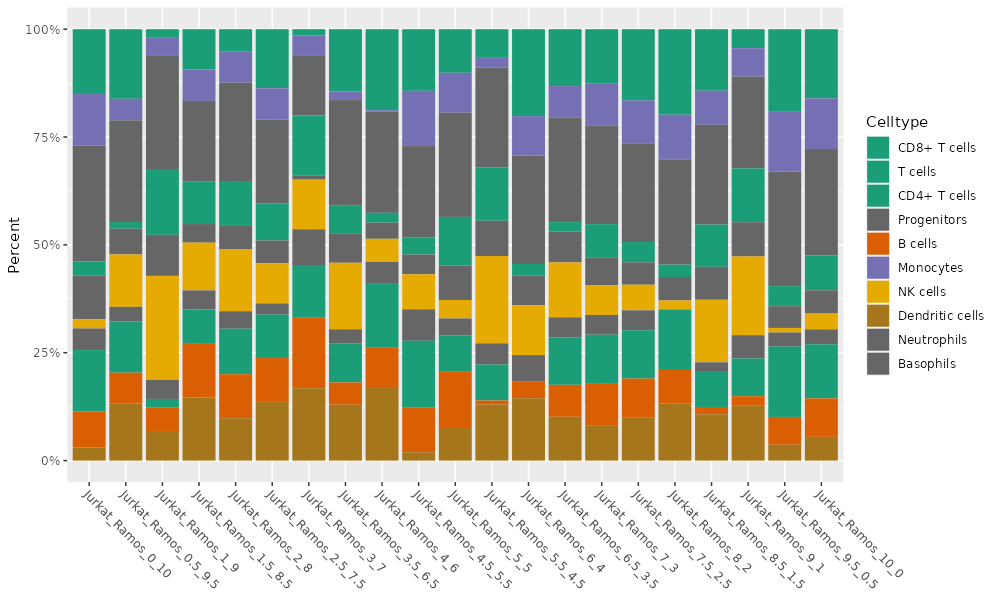 100%
75%
50%
25%
0%
Percent
Jurkat_Ramos_0_10
Jurkat_Ramos_0.5_9.5
Jurkat_Ramos_1_9
Jurkat_Ramos_1.5_8.5
Jurkat_Ramos_2_8
Jurkat_Ramos_2.5_7.5
Jurkat_Ramos_3_7
Jurkat_Ramos_3.5_6.5
Jurkat_Ramos_4_6
Jurkat_Ramos_4.5_5.5
Jurkat_Ramos_5_5
Jurkat_Ramos_5.5_4.5
Jurkat_Ramos_6_4
Jurkat_Ramos_6.5_3.5
Jurkat_Ramos_7_3
Jurkat_Ramos_7.5_2.5
Jurkat_Ramos_8_2
Jurkat_Ramos_8.5_1.5
Jurkat_Ramos_9_1
Jurkat_Ramos_9.5_0.5
Jurkat_Ramos_10_0
Celltype
CD8+ T cells
T cells
CD4+ T cells
Progenitors
B cells
Monocytes
NK cells
Dendritic cells
Neutrophils
Basophils